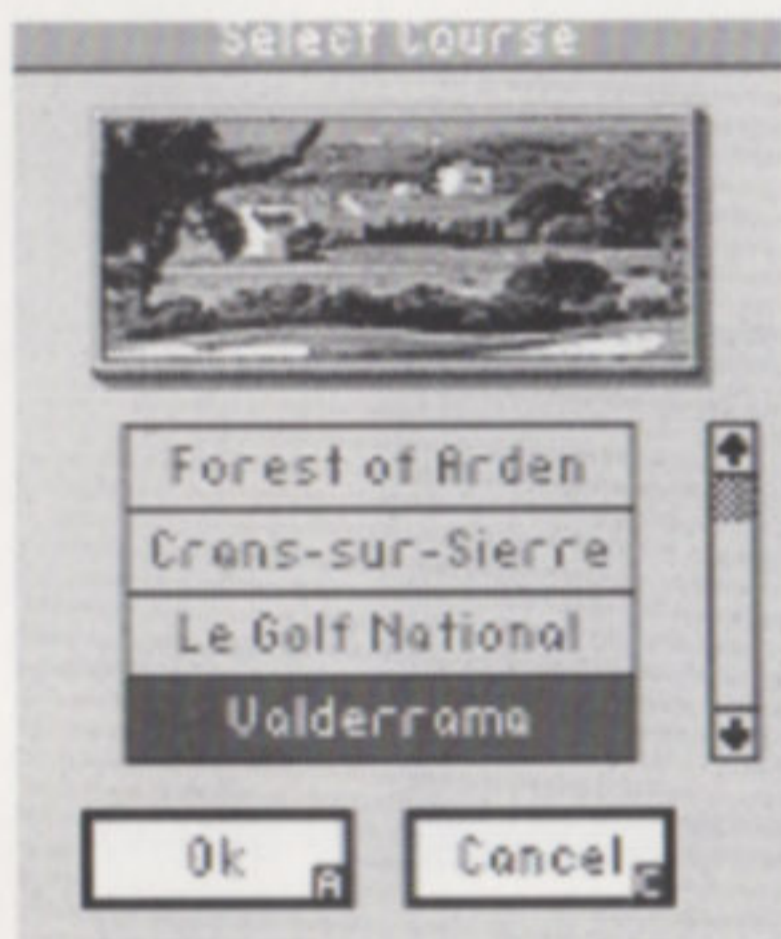 Select Course
Forest of Arden
Crans-sur-Sierre
Le Golf National
Valderrama
Ok A
Cancel C